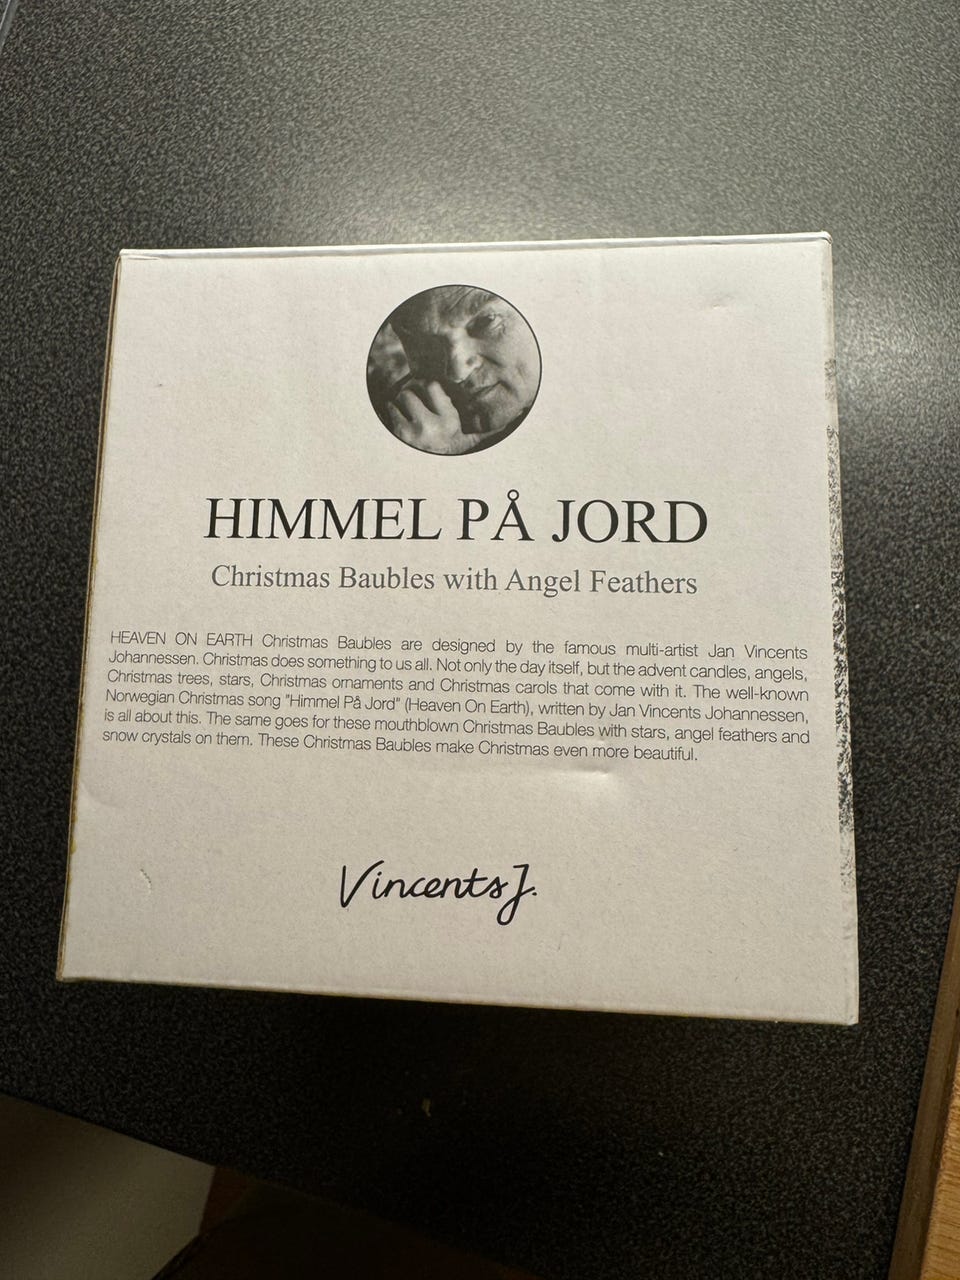 HIMMEL PÅ JORD
Christmas Baubles with Angel Feathers
HEAVEN ON EARTH Christmas Baubles are designed by the famous multi-artist Jan Vincents
Johannessen. Christmas does something to us all. Not only the day itself, but the advent candles, angels,
Christmas trees, stars, Christmas ornaments and Christmas carols that come with it. The well-known
Norwegian Christmas song "Himmel På Jord" (Heaven On Earth), written by Jan Vincents Johannessen,
is all about this. The same goes for these mouthblown Christmas Baubles with stars, angel feathers and
snow crystals on them. These Christmas Baubles make Christmas even more beautiful.
Vincents J.